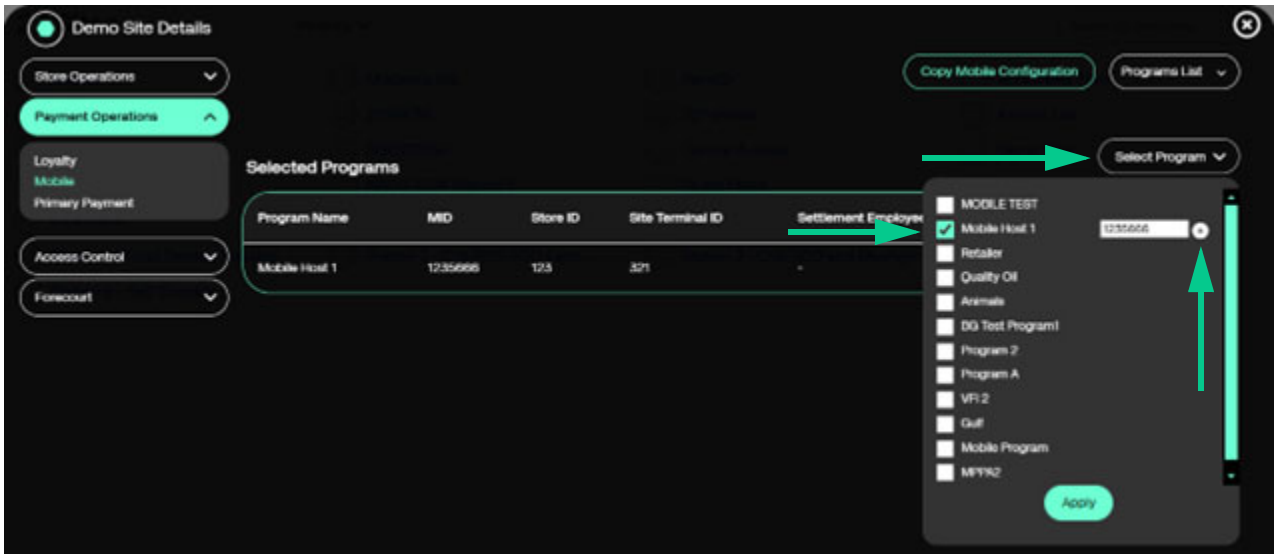 Demo Site Details
Store Operations
Copy Mobile Configuration
Programs List
Payment Operations
Loyalty
Mobile
Primary Payment
Access Control
Forecourt
Selected Programs
Select Program
Program Name MID Store ID Site Terminal ID Settlement Employee
Mobile Host 1 1235666 123 321 -
MOBILE TEST
Mobile Host 1 1235666
Retailer
Quality Oil
Animals
DG Test Program1
Program 2
Program A
VFI 2
Gulf
Mobile Program
MPPA2
Apply